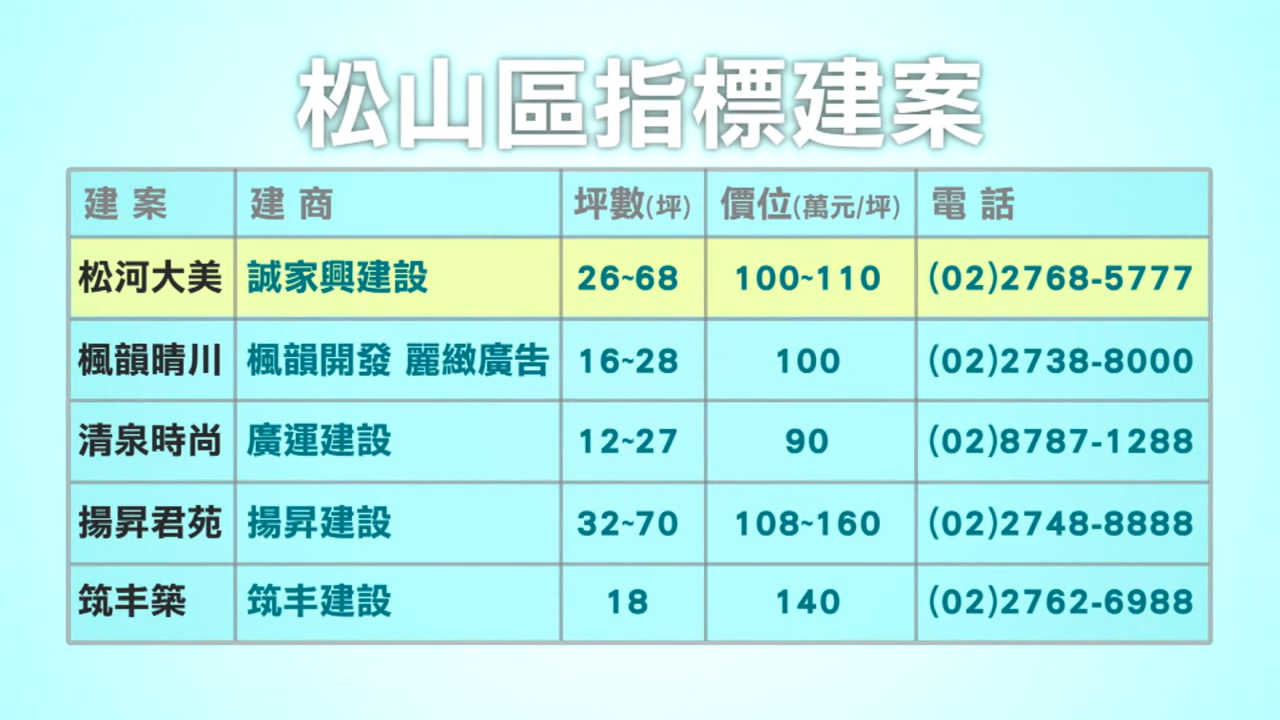 松山區指標建案
建案 建商 坪數(坪) 價位(萬元/坪) 電話
松河大美 誠家興建設 26~68 100~110 (02)2768-5777
楓韻晴川 楓韻開發 麗緻廣告 16~28 100 (02)2738-8000
清泉時尚 廣運建設 12~27 90 (02)8787-1288
揚昇君苑 揚昇建設 32~70 108~160 (02)2748-8888
筑丰築 筑丰建設 18 140 (02)2762-6988